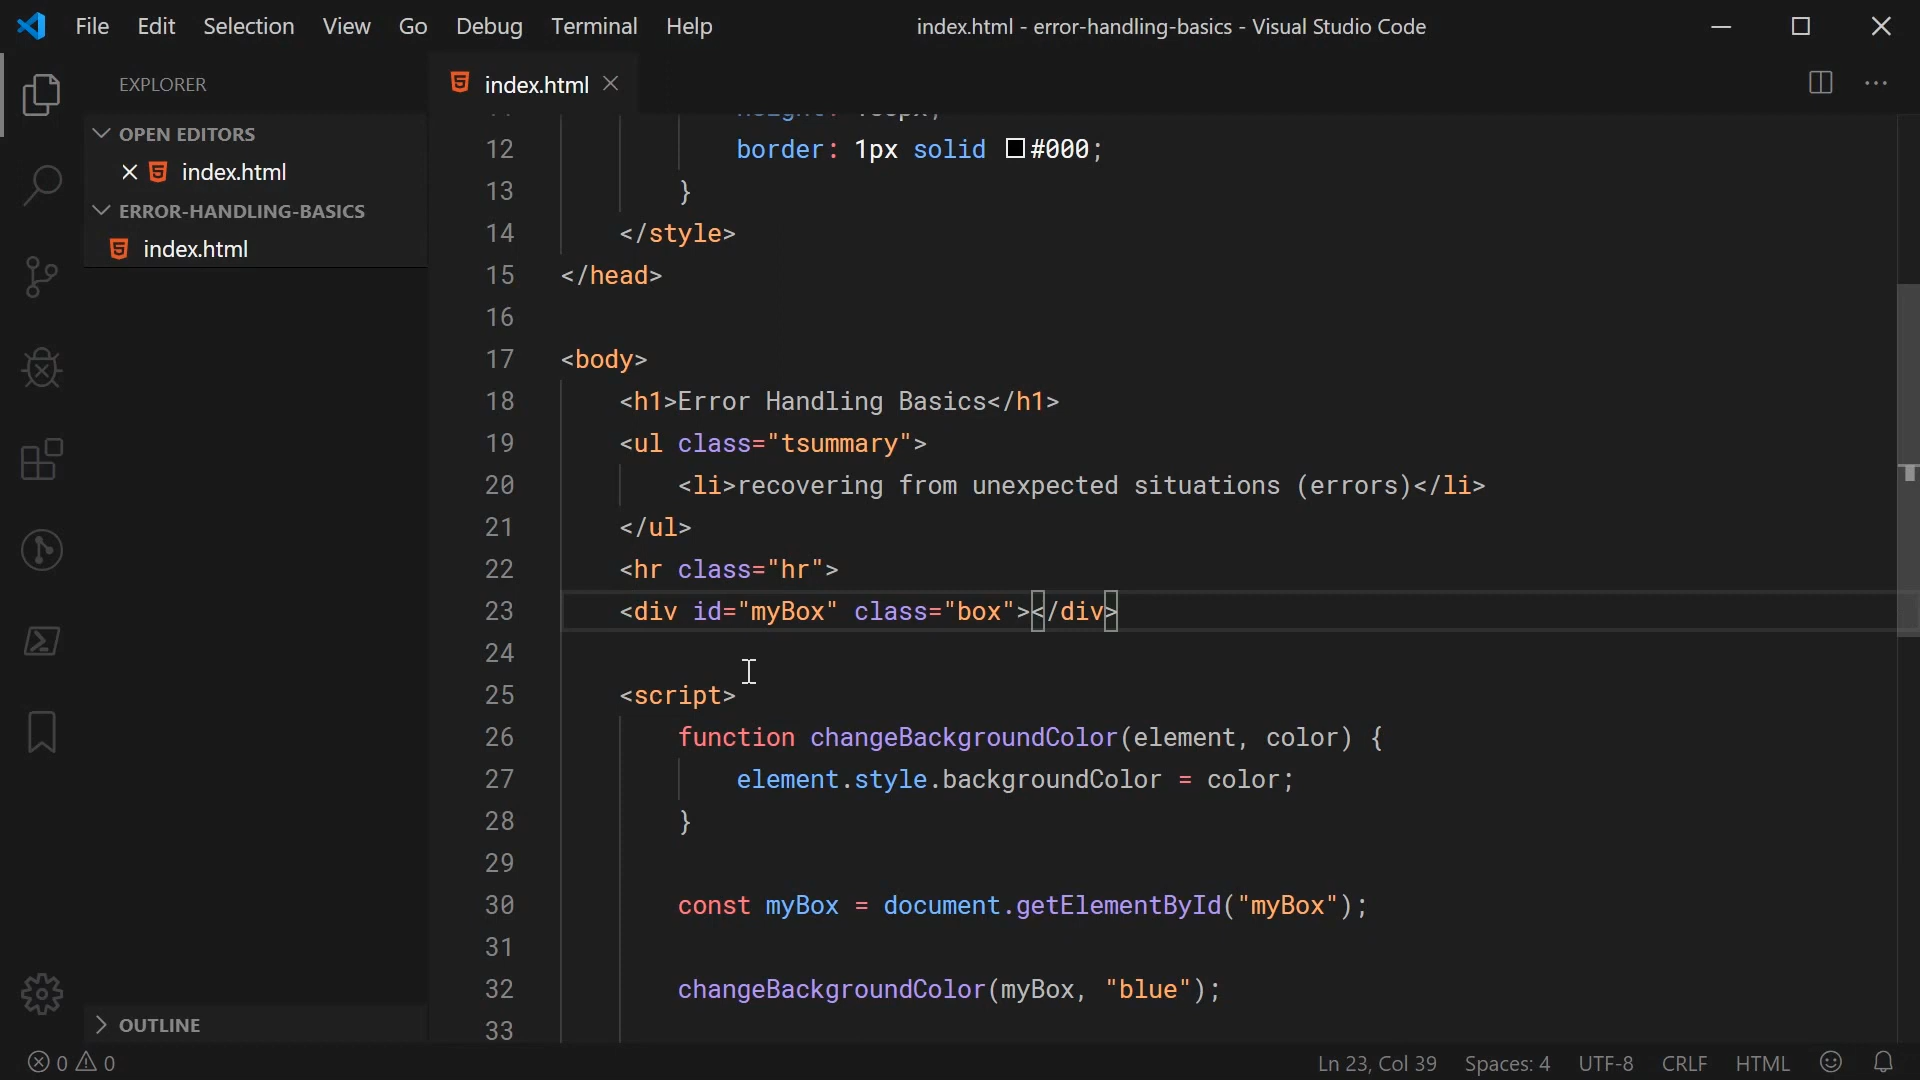 File Edit Selection View Go Debug Terminal Help index.html - error-handling-basics - Visual Studio Code
EXPLORER
OPEN EDITORS
index.html
ERROR-HANDLING-BASICS
index.html
OUTLINE
index.html
12 border: 1px solid #000;
13 }
14 </style>
15 </head>
16
17 <body>
18 <h1>Error Handling Basics</h1>
19 <ul class="tsummary">
20 <li>recovering from unexpected situations (errors)</li>
21 </ul>
22 <hr class="hr">
23 <div id="myBox" class="box"></div>
24
25 <script>
26 function changeBackgroundColor(element, color) {
27 element.style.backgroundColor = color;
28 }
29
30 const myBox = document.getElementById("myBox");
31
32 changeBackgroundColor(myBox, "blue");
33
0 0 Ln 23, Col 39 Spaces: 4 UTF-8 CRLF HTML